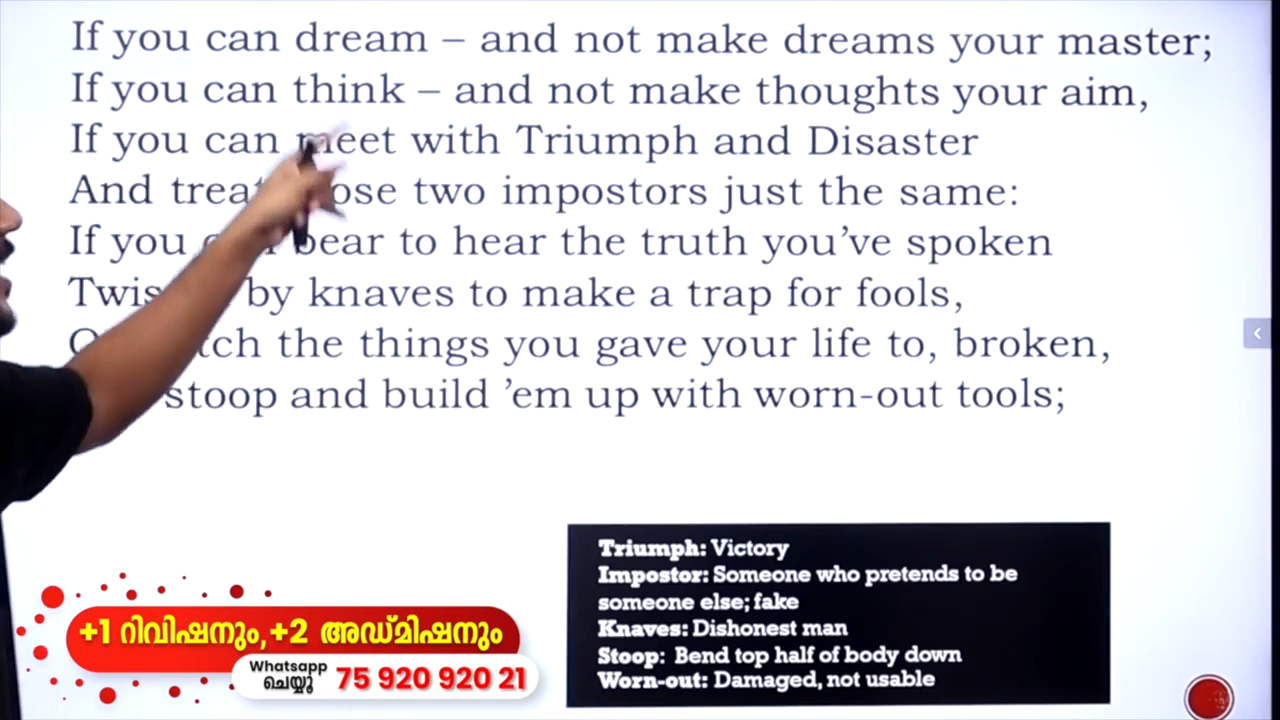 If you can dream – and not make dreams your master;
If you can think – and not make thoughts your aim,
If you can meet with Triumph and Disaster
And treat two impostors just the same:
If you bear to hear the truth you’ve spoken
by knaves to make a trap for fools,
the things you gave your life to, broken,
stoop and build ’em up with worn-out tools;
Triumph: Victory
Impostor: Someone who pretends to be
someone else; fake
Knaves: Dishonest man
Stoop: Bend top half of body down
Worn-out: Damaged, not usable
+1 റിവിഷനും,+2 അഡ്മിഷനും
Whatsapp
ചെയ്യൂ
75 920 920 21